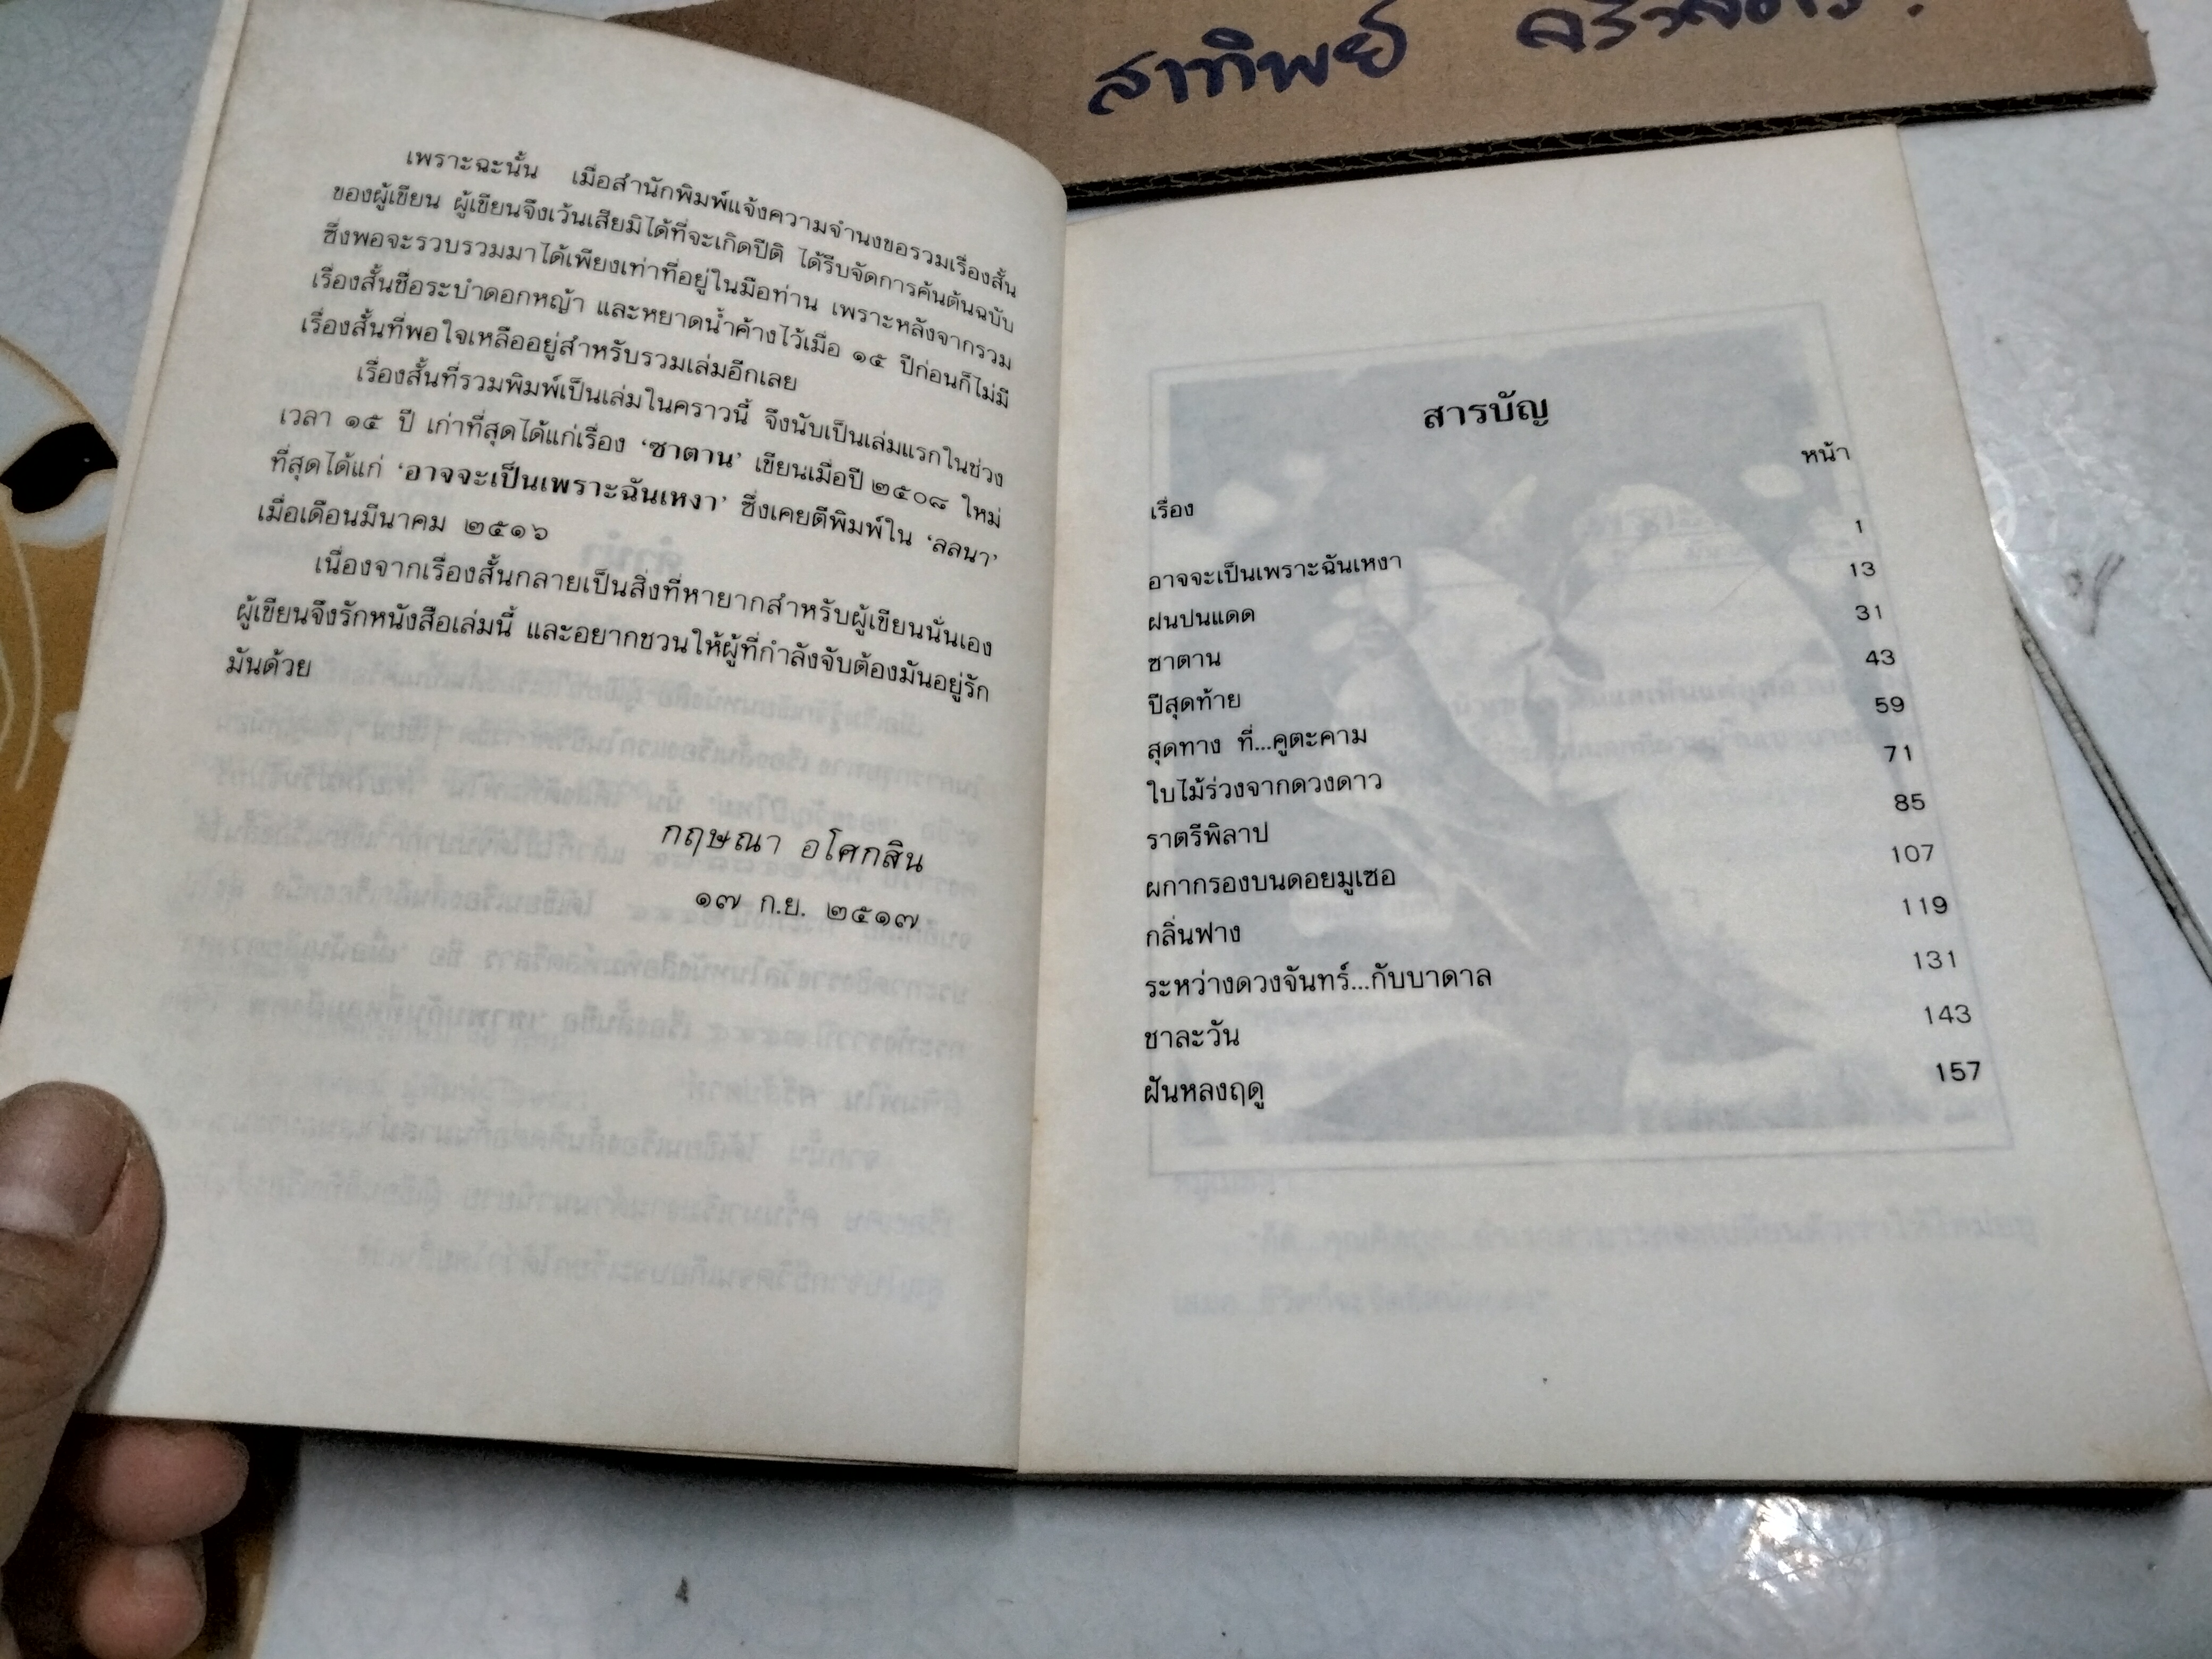 สาทิพย์
เพราะฉะนั้น เมื่อสำนักพิมพ์แจ้งความจำนงขอรวมเรื่องสั้น
ของผู้เขียน ผู้เขียนจึงเว้นเสียมิได้ที่จะเกิดปีติ ได้รีบจัดการค้นต้นฉบับ
ซึ่งพอจะรวบรวมมาได้เพียงเท่าที่อยู่ในมือท่าน เพราะหลังจากรวม
เรื่องสั้นชื่อระบำดอกหญ้า และหยาดน้ำค้างไว้เมื่อ ๑๕ ปีก่อนก็ไม่มี
เรื่องสั้นที่พอใจเหลืออยู่สำหรับรวมเล่มอีกเลย
เรื่องสั้นที่รวมพิมพ์เป็นเล่มในคราวนี้ จึงนับเป็นเล่มแรกในช่วง
เวลา ๑๕ ปี เก่าที่สุดได้แก่เรื่อง ‘ซาตาน’ เขียนเมื่อปี ๒๕๐๘ ใหม่
ที่สุดได้แก่ ‘อาจจะเป็นเพราะฉันเหงา’ ซึ่งเคยตีพิมพ์ใน ‘ลลนา’
เมื่อเดือนมีนาคม ๒๕๑๖
เนื่องจากเรื่องสั้นกลายเป็นสิ่งที่หายากสำหรับผู้เขียนนั่นเอง
ผู้เขียนจึงรักหนังสือเล่มนี้ และอยากชวนให้ผู้ที่กำลังจับต้องมันอยู่รัก
มันด้วย
กฤษณา อโศกสิน
๑๗ ก.ย. ๒๕๑๗
สารบัญ
เรื่อง หน้า
อาจจะเป็นเพราะฉันเหงา 1
ฝนปนแดด 13
ซาตาน 31
ปีสุดท้าย 43
สุดทาง ที่...คูตะคาม 59
ใบไม้ร่วงจากดวงดาว 71
ราตรีพิลาป 85
ผกากรองบนดอยมูเซอ 107
กลิ่นฟาง 119
ระหว่างดวงจันทร์...กับบาดาล 131
ชาละวัน 143
ฝันหลงฤดู 157